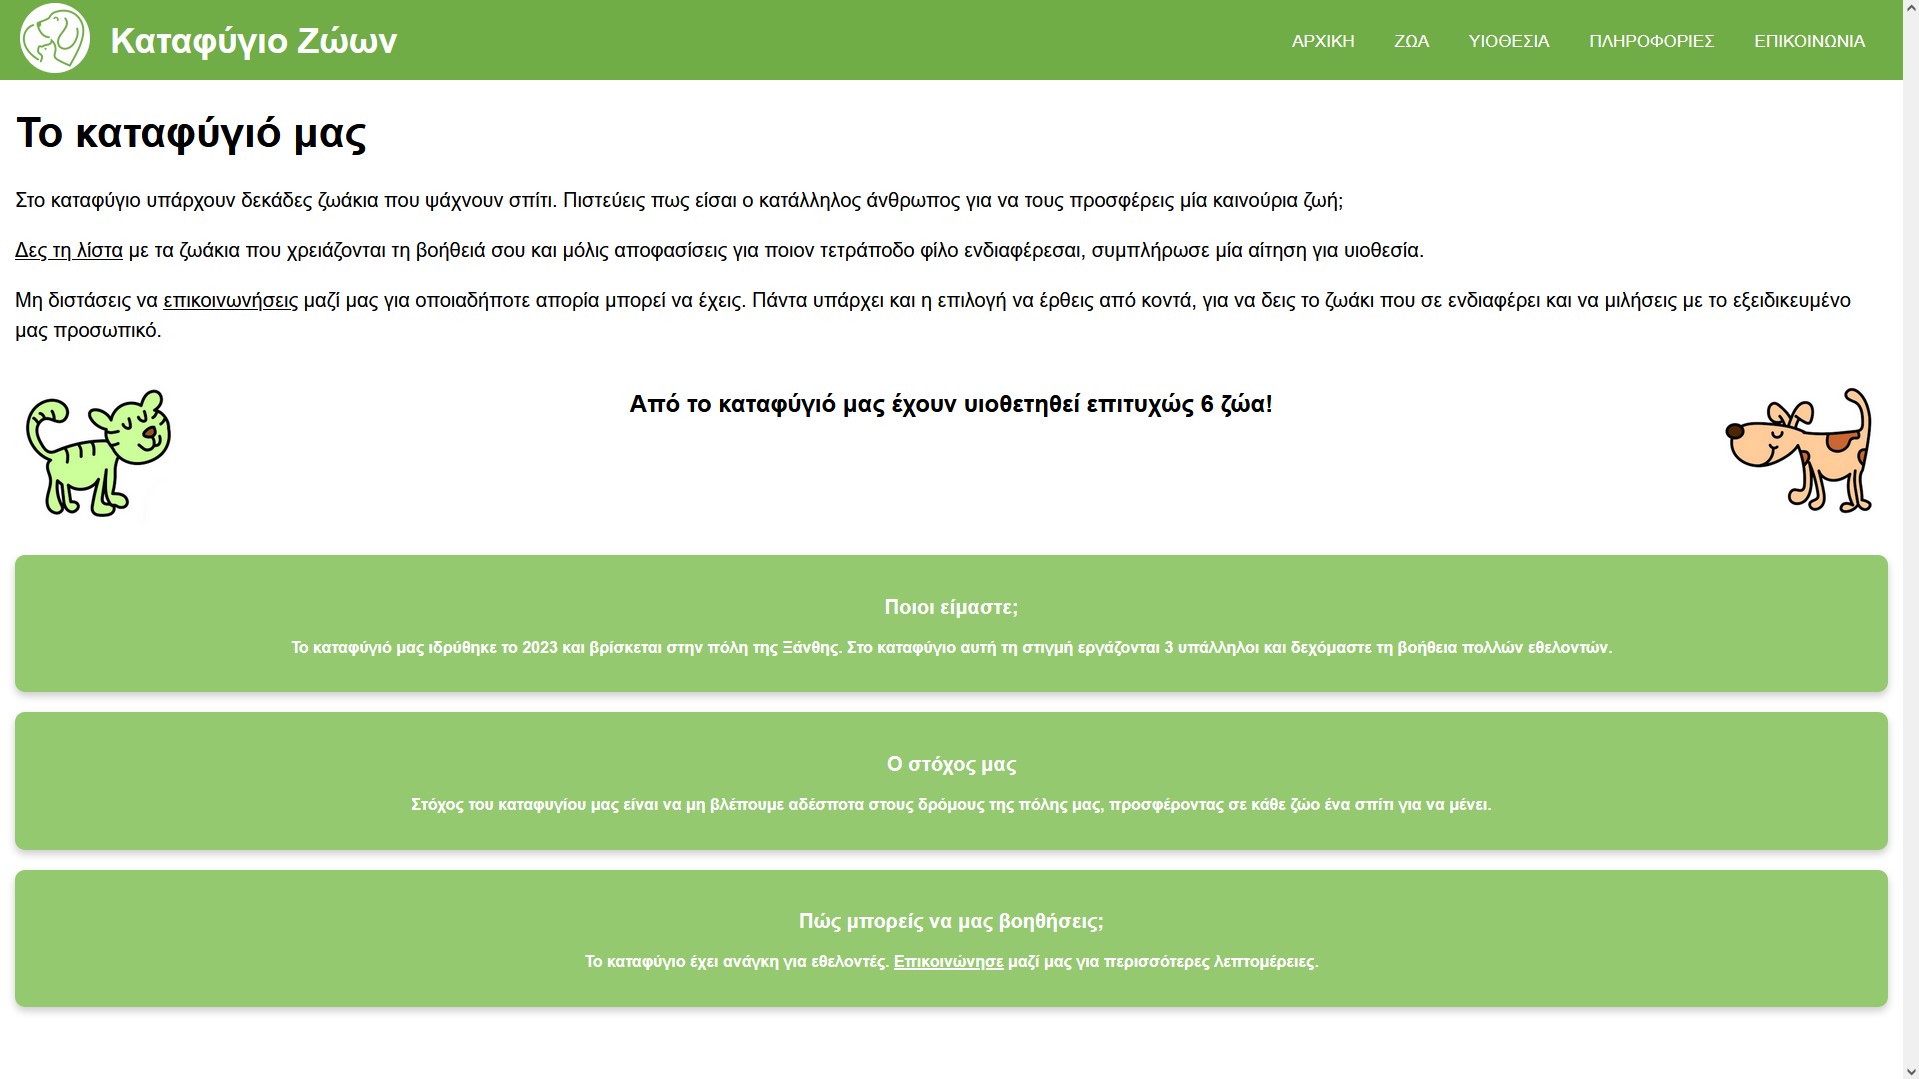 Καταφύγιο Ζώων
ΑΡΧΙΚΗ
ΖΩΑ
ΥΙΟΘΕΣΙΑ
ΠΛΗΡΟΦΟΡΙΕΣ
ΕΠΙΚΟΙΝΩΝΙΑ
Το καταφύγιό μας
Στο καταφύγιο υπάρχουν δεκάδες ζωάκια που ψάχνουν σπίτι. Πιστεύεις πως είσαι ο κατάλληλος άνθρωπος για να τους προσφέρεις μία καινούρια ζωή;
Δες τη λίστα με τα ζωάκια που χρειάζονται τη βοήθειά σου και μόλις αποφασίσεις για ποιον τετράποδο φίλο ενδιαφέρεσαι, συμπλήρωσε μία αίτηση για υιοθεσία.
Μη διστάσεις να επικοινωνήσεις μαζί μας για οποιαδήποτε απορία μπορεί να έχεις. Πάντα υπάρχει και η επιλογή να έρθεις από κοντά, για να δεις το ζωάκι που σε ενδιαφέρει και να μιλήσεις με το εξειδικευμένο
μας προσωπικό.
Από το καταφύγιό μας έχουν υιοθετηθεί επιτυχώς 6 ζώα!
Ποιοι είμαστε;
Το καταφύγιό μας ιδρύθηκε το 2023 και βρίσκεται στην πόλη της Ξάνθης. Στο καταφύγιο αυτή τη στιγμή εργάζονται 3 υπάλληλοι και δεχόμαστε τη βοήθεια πολλών εθελοντών.
Ο στόχος μας
Στόχος του καταφυγίου μας είναι να μη βλέπουμε αδέσποτα στους δρόμους της πόλης μας, προσφέροντας σε κάθε ζώο ένα σπίτι για να μένει.
Πώς μπορείς να μας βοηθήσεις;
Το καταφύγιο έχει ανάγκη για εθελοντές. Επικοινώνησε μαζί μας για περισσότερες λεπτομέρειες.